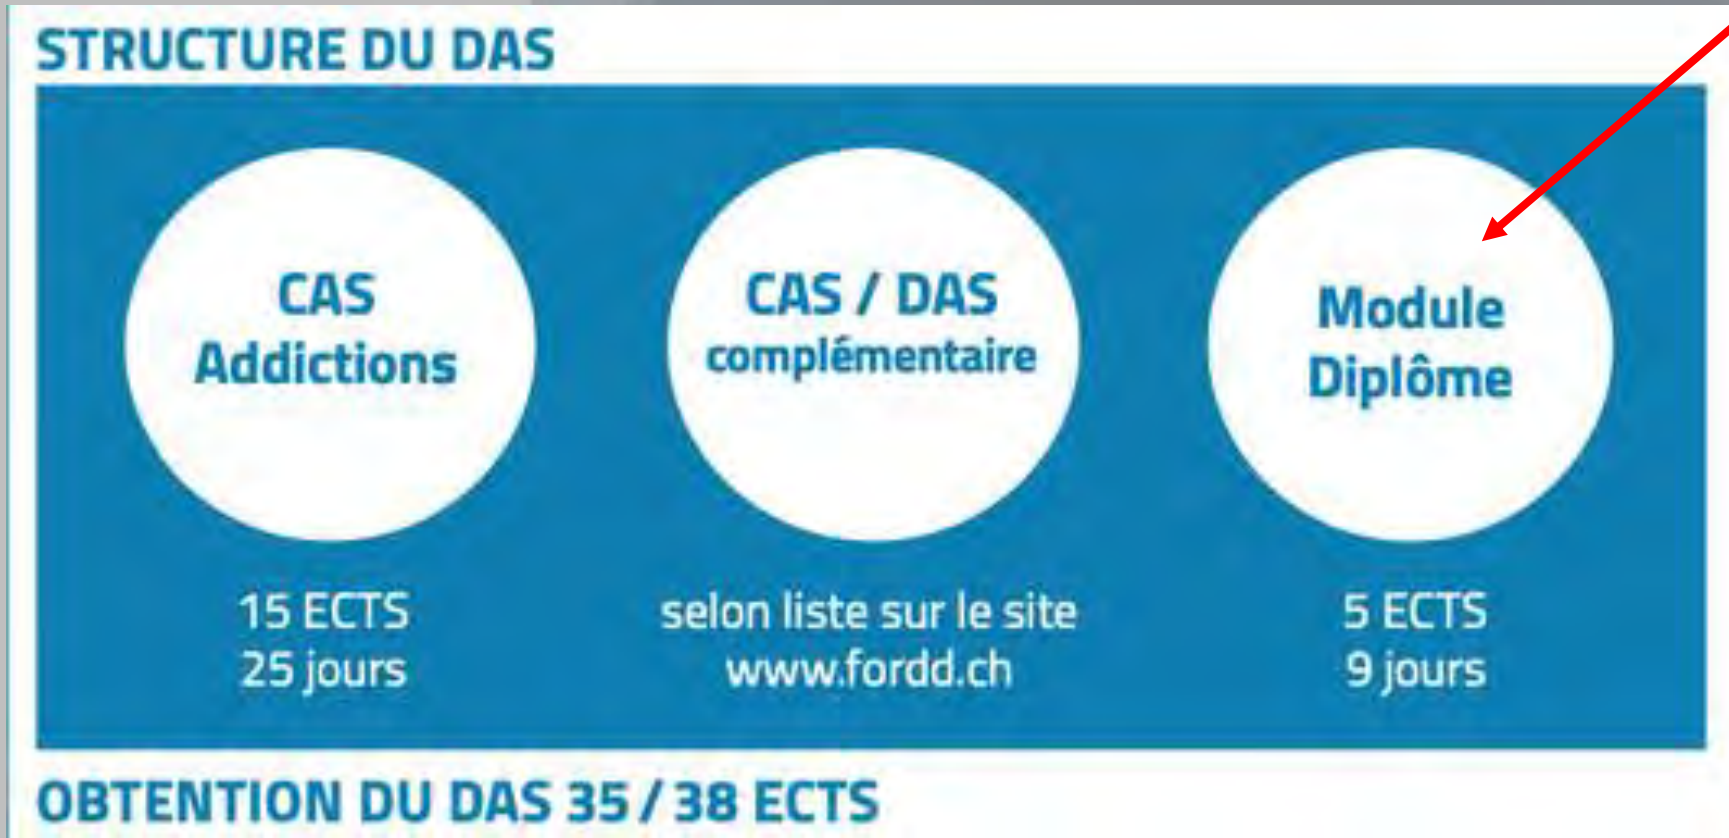 STRUCTURE DU DAS
CAS
Addictions
15 ECTS
25 jours
CAS / DAS
complémentaire
selon liste sur le site
www.fordd.ch
Module
Diplôme
5 ECTS
9 jours
OBTENTION DU DAS 35 / 38 ECTS